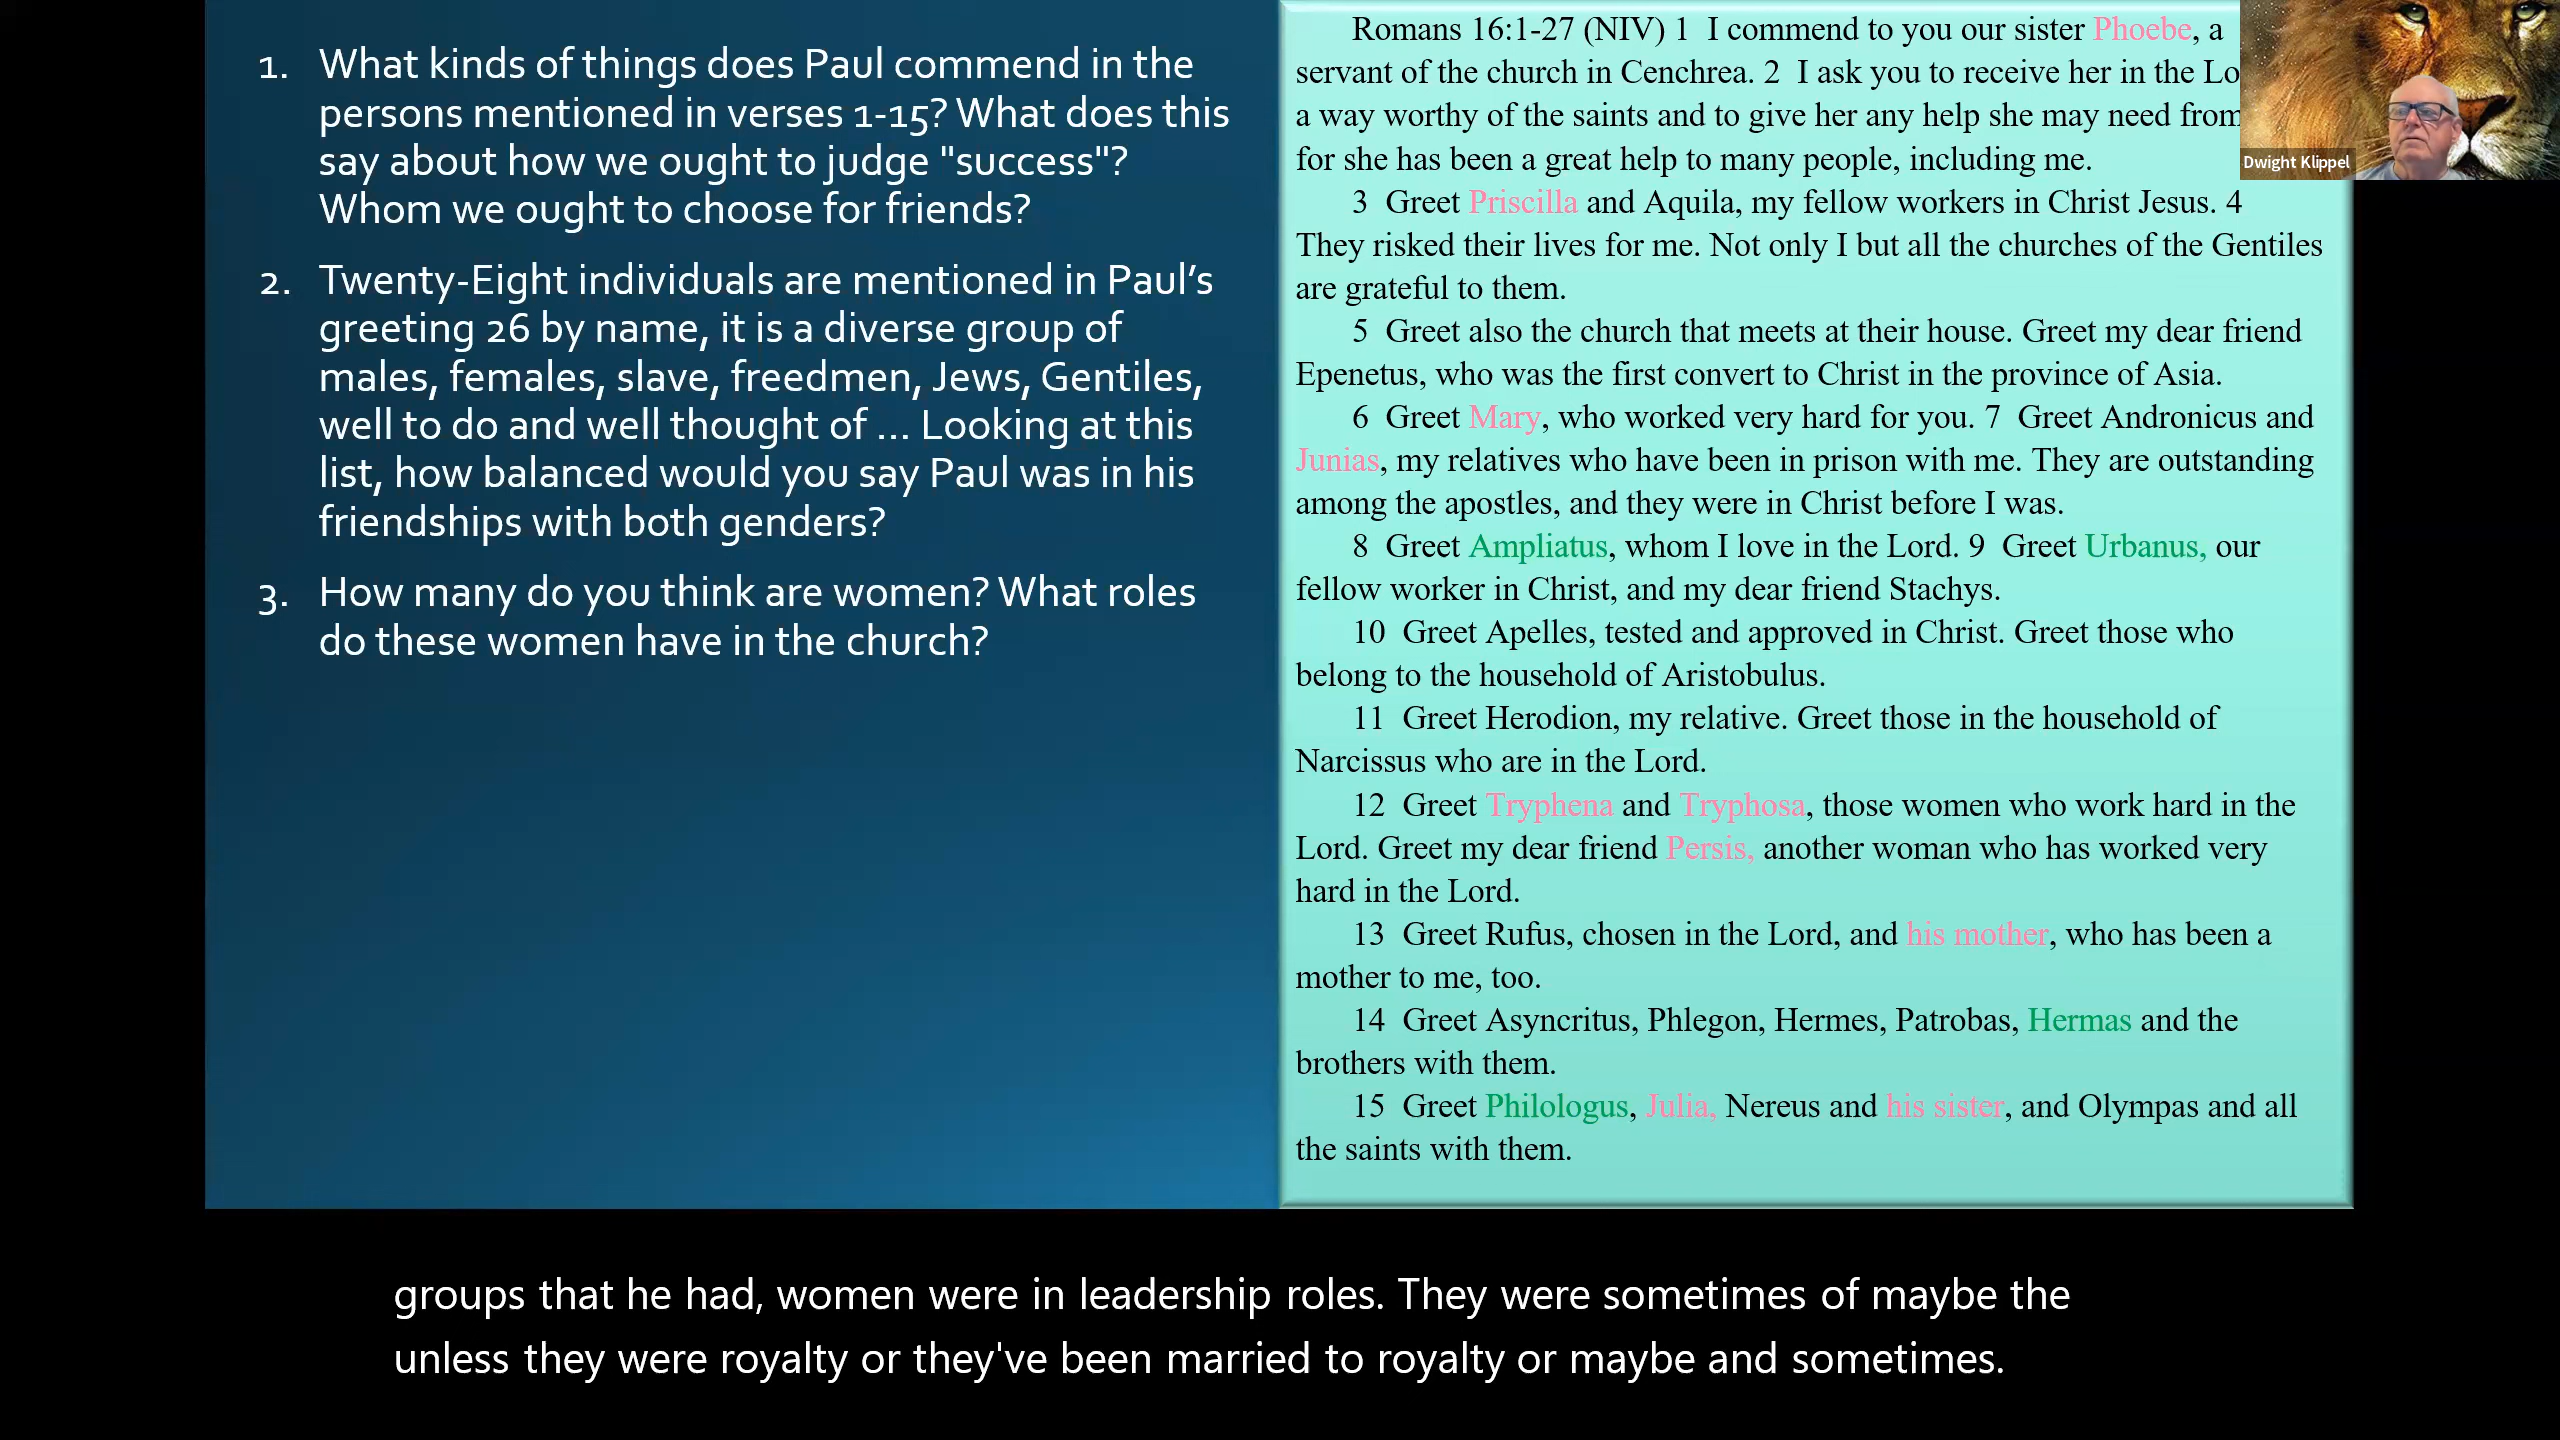 1. What kinds of things does Paul commend in the
persons mentioned in verses 1-15? What does this
say about how we ought to judge "success"?
Whom we ought to choose for friends?
2. Twenty-Eight individuals are mentioned in Paul’s
greeting 26 by name, it is a diverse group of
males, females, slave, freedmen, Jews, Gentiles,
well to do and well thought of ... Looking at this
list, how balanced would you say Paul was in his
friendships with both genders?
3. How many do you think are women? What roles
do these women have in the church?
Romans 16:1-27 (NIV) 1 I commend to you our sister Phoebe, a
servant of the church in Cenchrea. 2 I ask you to receive her in the Lo
a way worthy of the saints and to give her any help she may need from
for she has been a great help to many people, including me.
3 Greet Priscilla and Aquila, my fellow workers in Christ Jesus. 4
They risked their lives for me. Not only I but all the churches of the Gentiles
are grateful to them.
5 Greet also the church that meets at their house. Greet my dear friend
Epenetus, who was the first convert to Christ in the province of Asia.
6 Greet Mary, who worked very hard for you. 7 Greet Andronicus and
Junias, my relatives who have been in prison with me. They are outstanding
among the apostles, and they were in Christ before I was.
8 Greet Ampliatus, whom I love in the Lord. 9 Greet Urbanus, our
fellow worker in Christ, and my dear friend Stachys.
10 Greet Apelles, tested and approved in Christ. Greet those who
belong to the household of Aristobulus.
11 Greet Herodion, my relative. Greet those in the household of
Narcissus who are in the Lord.
12 Greet Tryphena and Tryphosa, those women who work hard in the
Lord. Greet my dear friend Persis, another woman who has worked very
hard in the Lord.
13 Greet Rufus, chosen in the Lord, and his mother, who has been a
mother to me, too.
14 Greet Asyncritus, Phlegon, Hermes, Patrobas, Hermas and the
brothers with them.
15 Greet Philologus, Julia, Nereus and his sister, and Olympas and all
the saints with them.
Dwight Klippel
groups that he had, women were in leadership roles. They were sometimes of maybe the
unless they were royalty or they've been married to royalty or maybe and sometimes.